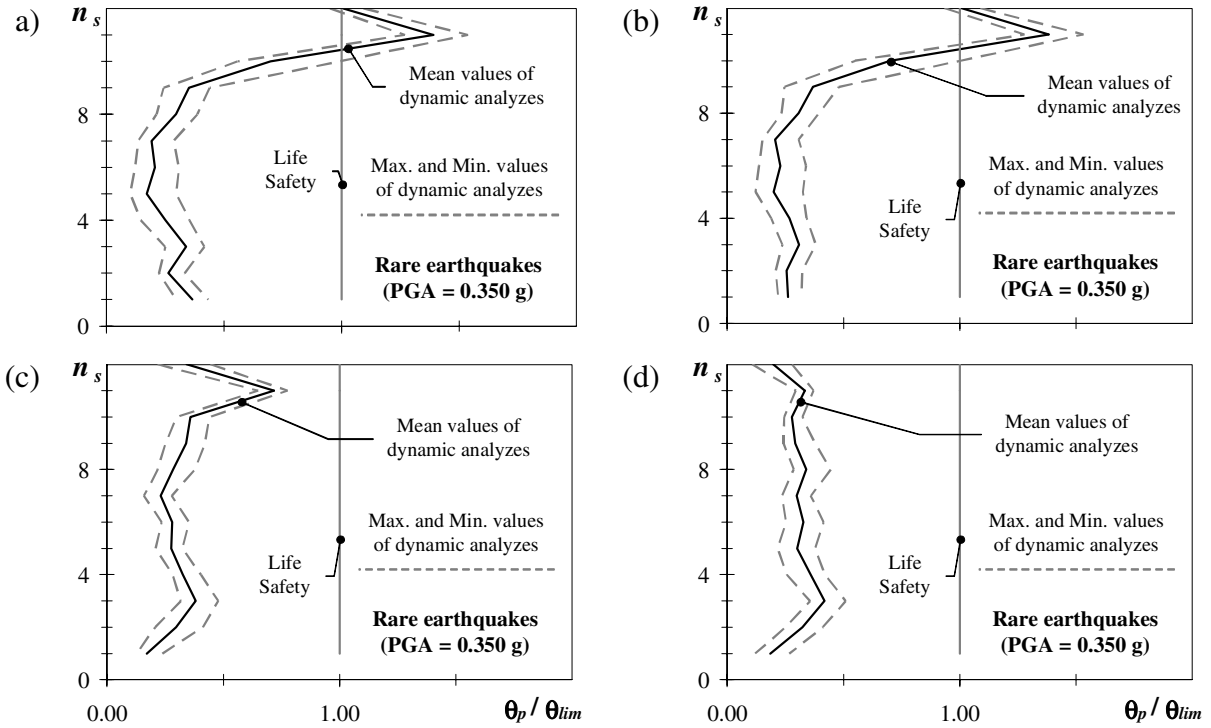 a)
n s
8
4
0
Mean values of
dynamic analyzes
Life
Safety
Max. and Min. values
of dynamic analyzes
Rare earthquakes
(PGA = 0.350 g)
(b)
n s
8
4
0
Mean values of
dynamic analyzes
Life
Safety
Max. and Min. values
of dynamic analyzes
Rare earthquakes
(PGA = 0.350 g)
(c)
n s
8
4
0
Mean values of
dynamic analyzes
Max. and Min. values
of dynamic analyzes
Life
Safety
Rare earthquakes
(PGA = 0.350 g)
0.00
1.00
θp / θlim
(d)
n s
8
4
0
Mean values of
dynamic analyzes
Max. and Min. values
of dynamic analyzes
Life
Safety
Rare earthquakes
(PGA = 0.350 g)
0.00
1.00
θp / θlim